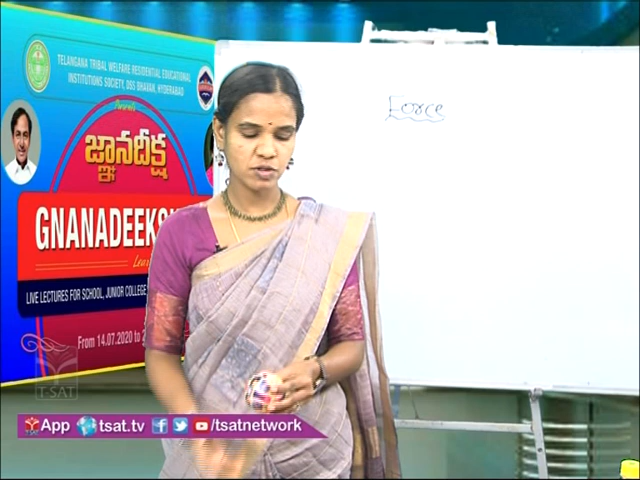 TELANGANA TRIBAL WELFARE RESIDENTIAL EDUCATIONAL
INSTITUTIONS SOCIETY, DSS BHAVAN, HYDERABAD
జ్ఞానదీక్ష
GNANADEEKS
LIVE LECTURES FOR SCHOOL, JUNIOR COLLEGE
From 14.07.2020 to
Force
T-SAT
App tsat.tv /tsatnetwork